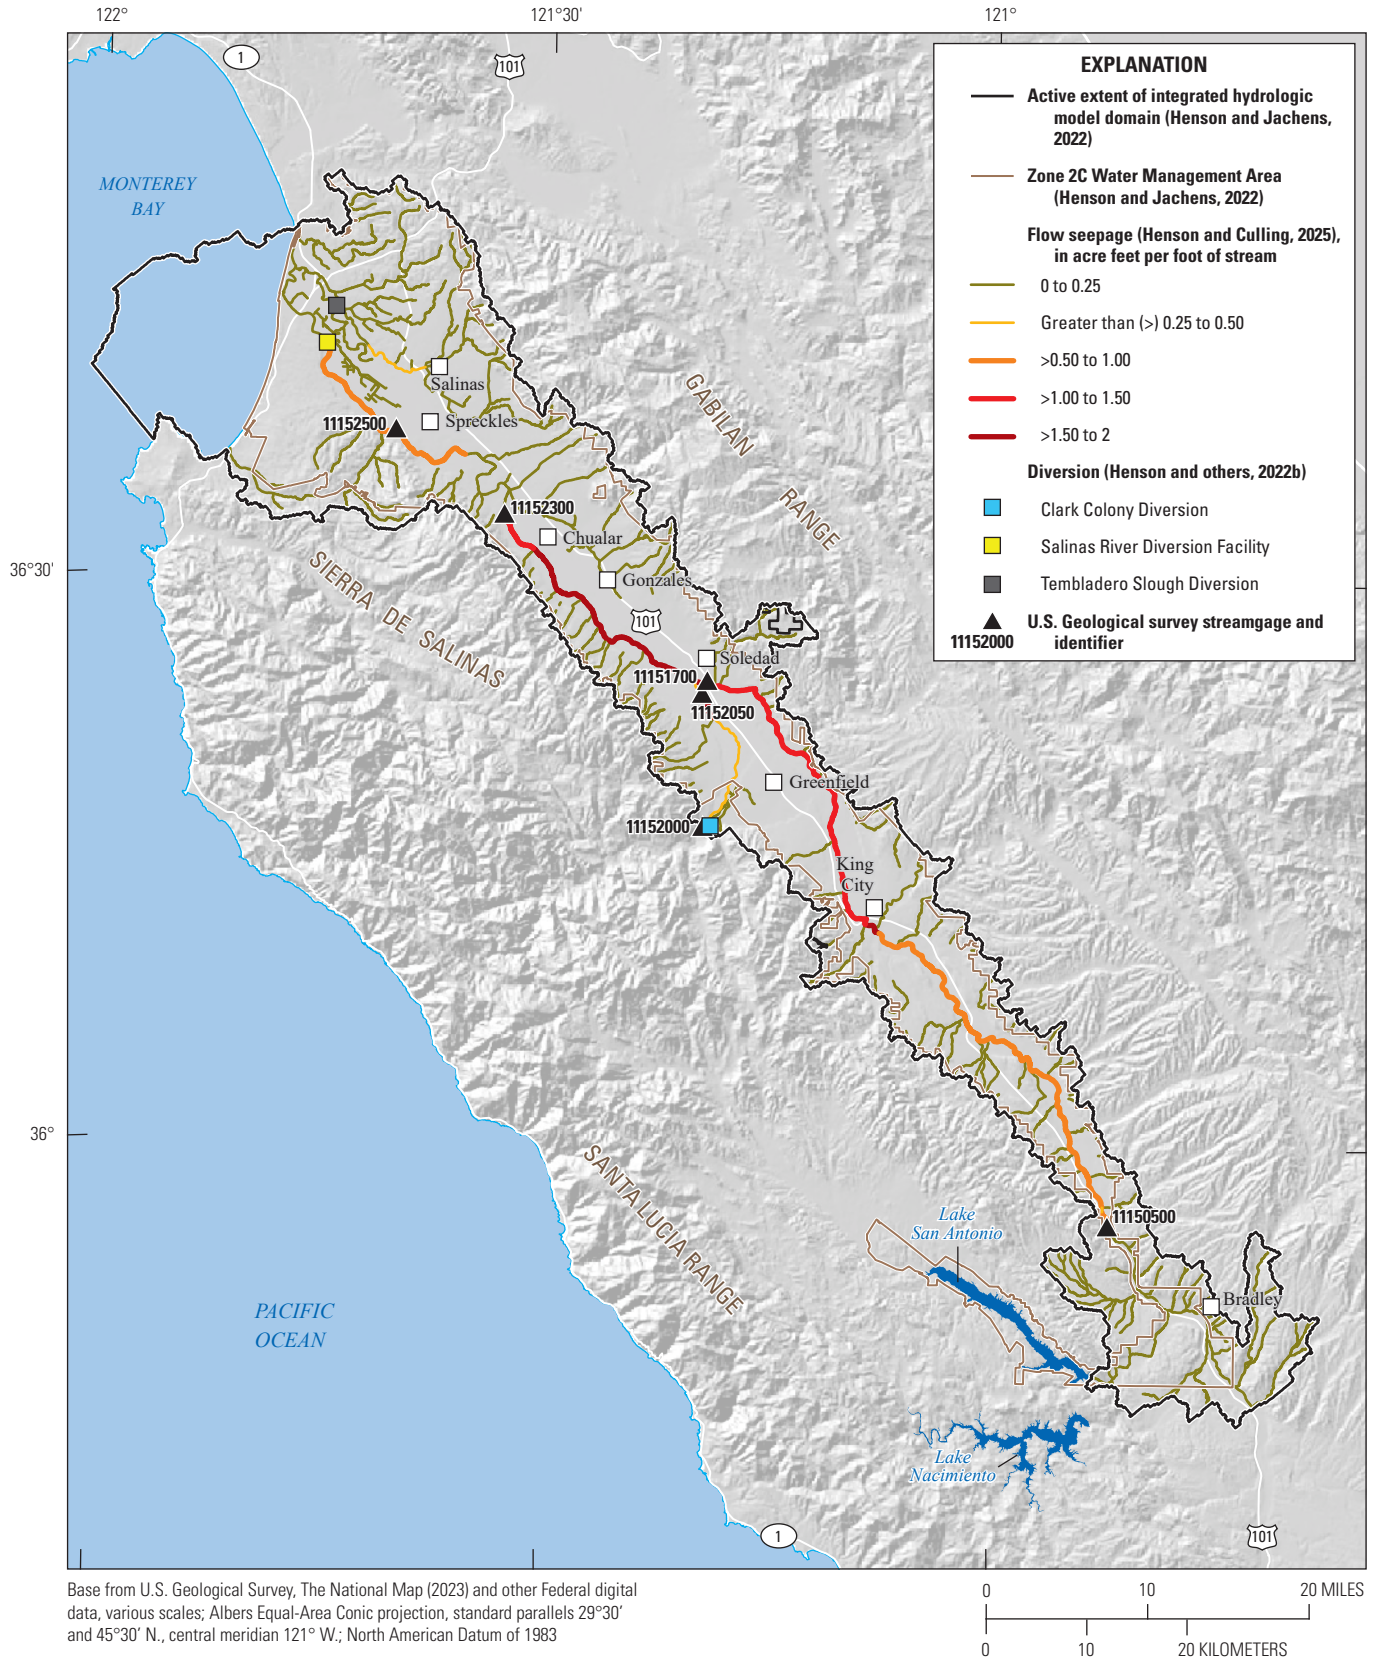 122°
121°30'
121°
1
101
EXPLANATION
Active extent of integrated hydrologic
model domain (Henson and Jachens,
2022)
Zone 2C Water Management Area
(Henson and Jachens, 2022)
Flow seepage (Henson and Culling, 2025),
in acre feet per foot of stream
0 to 0.25
Greater than (>) 0.25 to 0.50
>0.50 to 1.00
>1.00 to 1.50
>1.50 to 2
Diversion (Henson and others, 2022b)
Clark Colony Diversion
Salinas River Diversion Facility
Tembladero Slough Diversion
U.S. Geological survey streamgage and
11152000 identifier
MONTEREY
BAY
Salinas
Spreckles
11152500
GABILAN
RANGE
11152300
Chualar
36°30'
Gonzales
SIERRA DE SALINAS
101
Soledad
11151700
11152050
Greenfield
11152000
King
City
36°
SANTA LUCIA RANGE
11150500
Lake
San Antonio
Bradley
PACIFIC
OCEAN
Lake
Nacimiento
1
101
Base from U.S. Geological Survey, The National Map (2023) and other Federal digital
data, various scales; Albers Equal-Area Conic projection, standard parallels 29°30′
and 45°30′ N., central meridian 121° W.; North American Datum of 1983
0 10 20 MILES
0 10 20 KILOMETERS